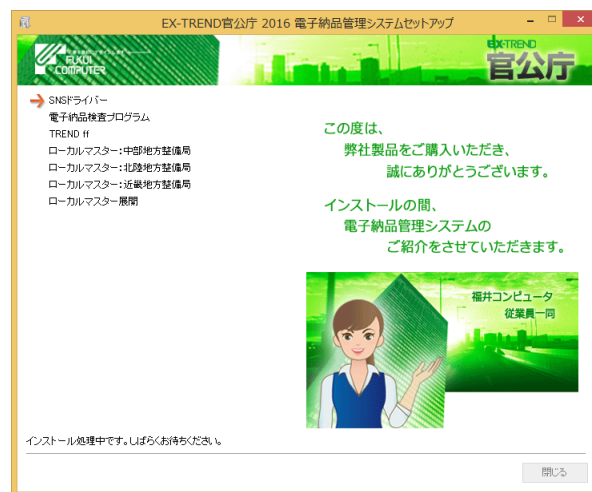 EX-TREND官公庁 2016 電子納品管理システムセットアップ
FUKUI
COMPUTER
EX-TREND
官公庁
SNSドライバー
電子納品検査プログラム
TREND ff
ローカルマスター:中部地方整備局
ローカルマスター:北陸地方整備局
ローカルマスター:近畿地方整備局
ローカルマスター展開
この度は、
弊社製品をご購入いただき、
誠にありがとうございます。
インストールの間、
電子納品管理システムの
ご紹介をさせていただきます。
福井コンピュータ
従業員一同
インストール処理中です。しばらくお待ちください。
閉じる